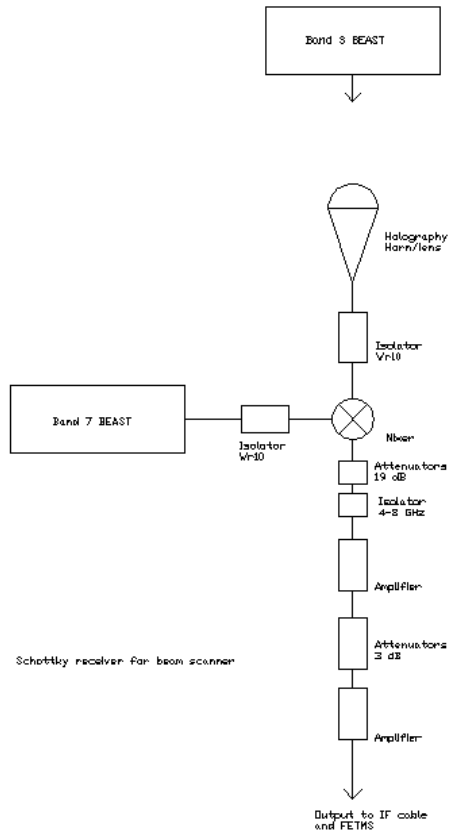 Band 3 BEAST
Holography
Horn/lens
Isolator
Wr10
Band 7 BEAST
Isolator
Wr10
Mixer
Attenuators
19 dB
Isolator
4-8 GHz
Amplifier
Attenuators
3 dB
Schottky receiver for beam scanner
Amplifier
Output to IF cable
and FETMS